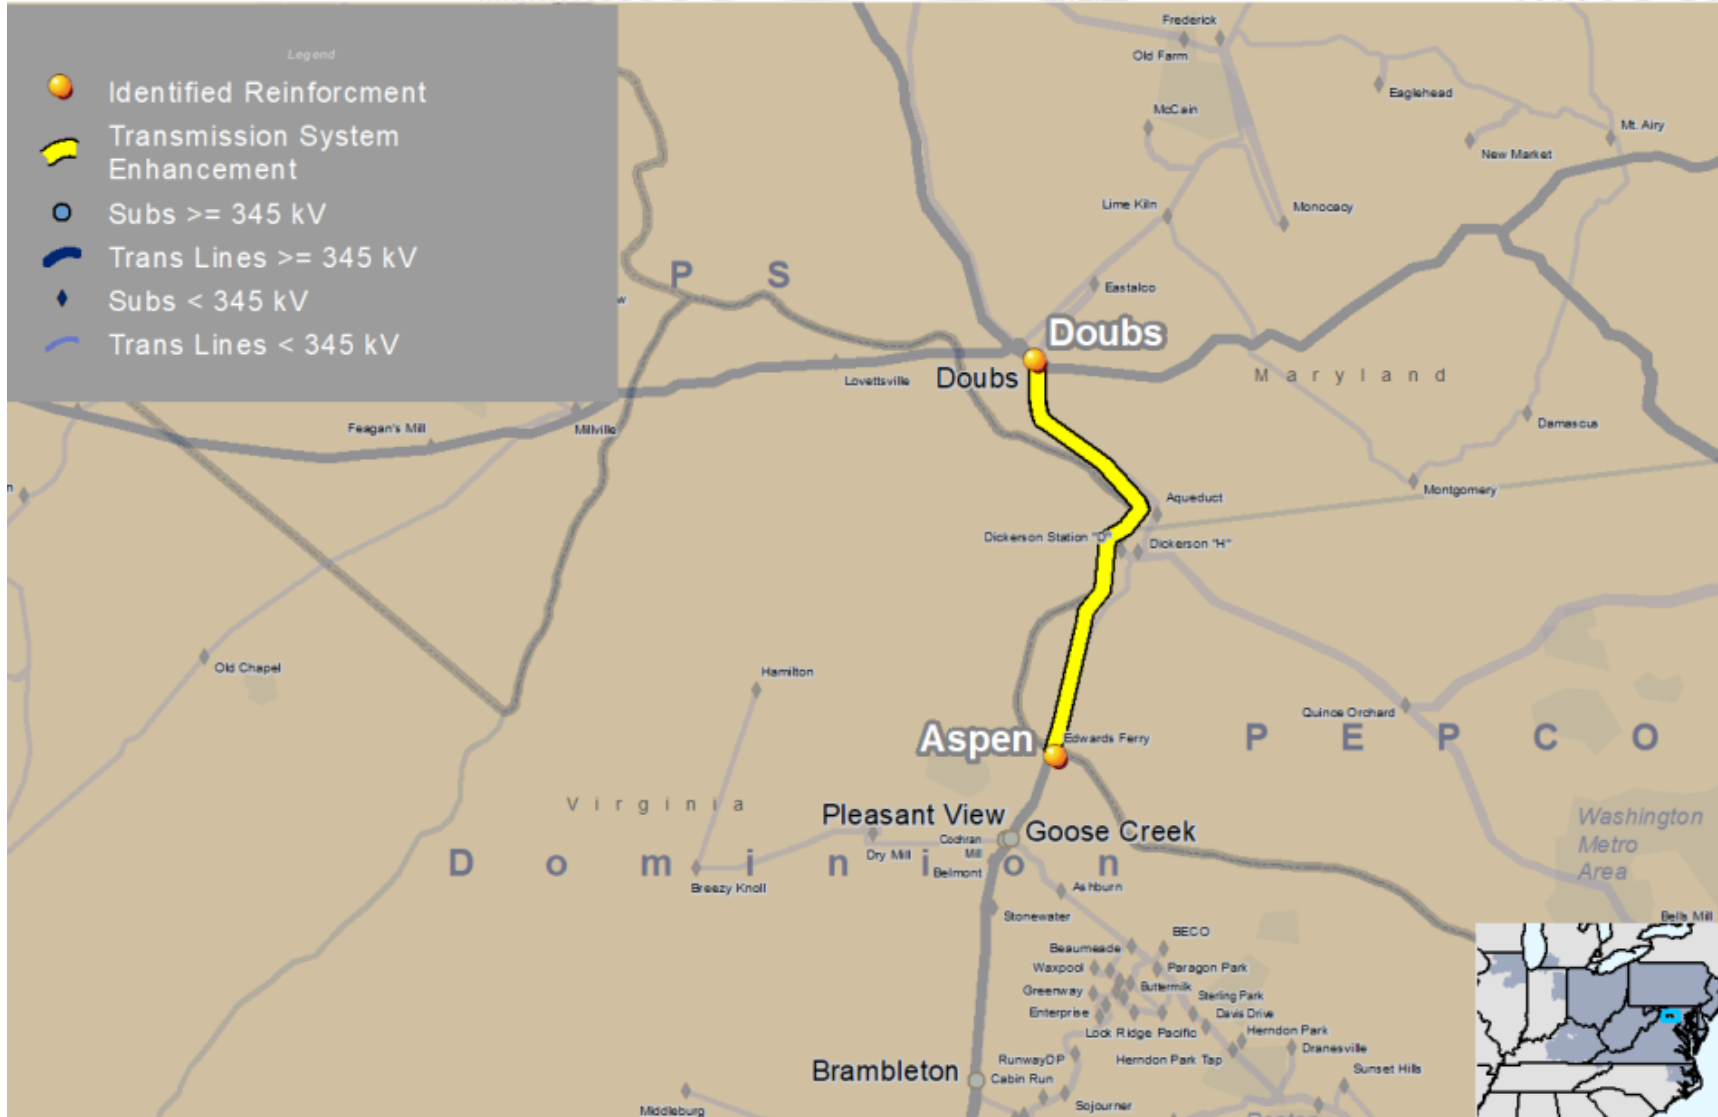 Legend
Identified Reinforcment
Transmission System
Enhancement
Subs >= 345 kV
Trans Lines >= 345 kV
Subs < 345 kV
Trans Lines < 345 kV
Frederick
Old Farm
Eaglehead
McCain
Mt. Airy
New Market
Lime Kiln
Monocacy
P S
Eastalco
w
Doubs
Doubs
Lovettsville
Maryland
Feagan's Mill
Millville
Damascus
n
Montgomery
Aqueduct
Dickerson Station "D"
Dickerson "H"
Old Chapel
Hamilton
Quince Orchard
PEPCO
Aspen
Edwards Ferry
Virginia
Pleasant View
Goose Creek
Washington
Metro
Area
Cochran
Mill
Dry Mill
Dominion
Belmont
Breezy Knoll
Ashburn
Stonewater
Bells Mill
BECO
Beaumeade
Waxpool
Paragon Park
Greenway
Buttermilk
Sterling Park
Enterprise
Davis Drive
Lock Ridge Pacific
Herndon Park
Dranesville
RunwayDP
Herndon Park Tap
Brambleton
Cabin Run
Sunset Hills
Middleburg
Sojourner